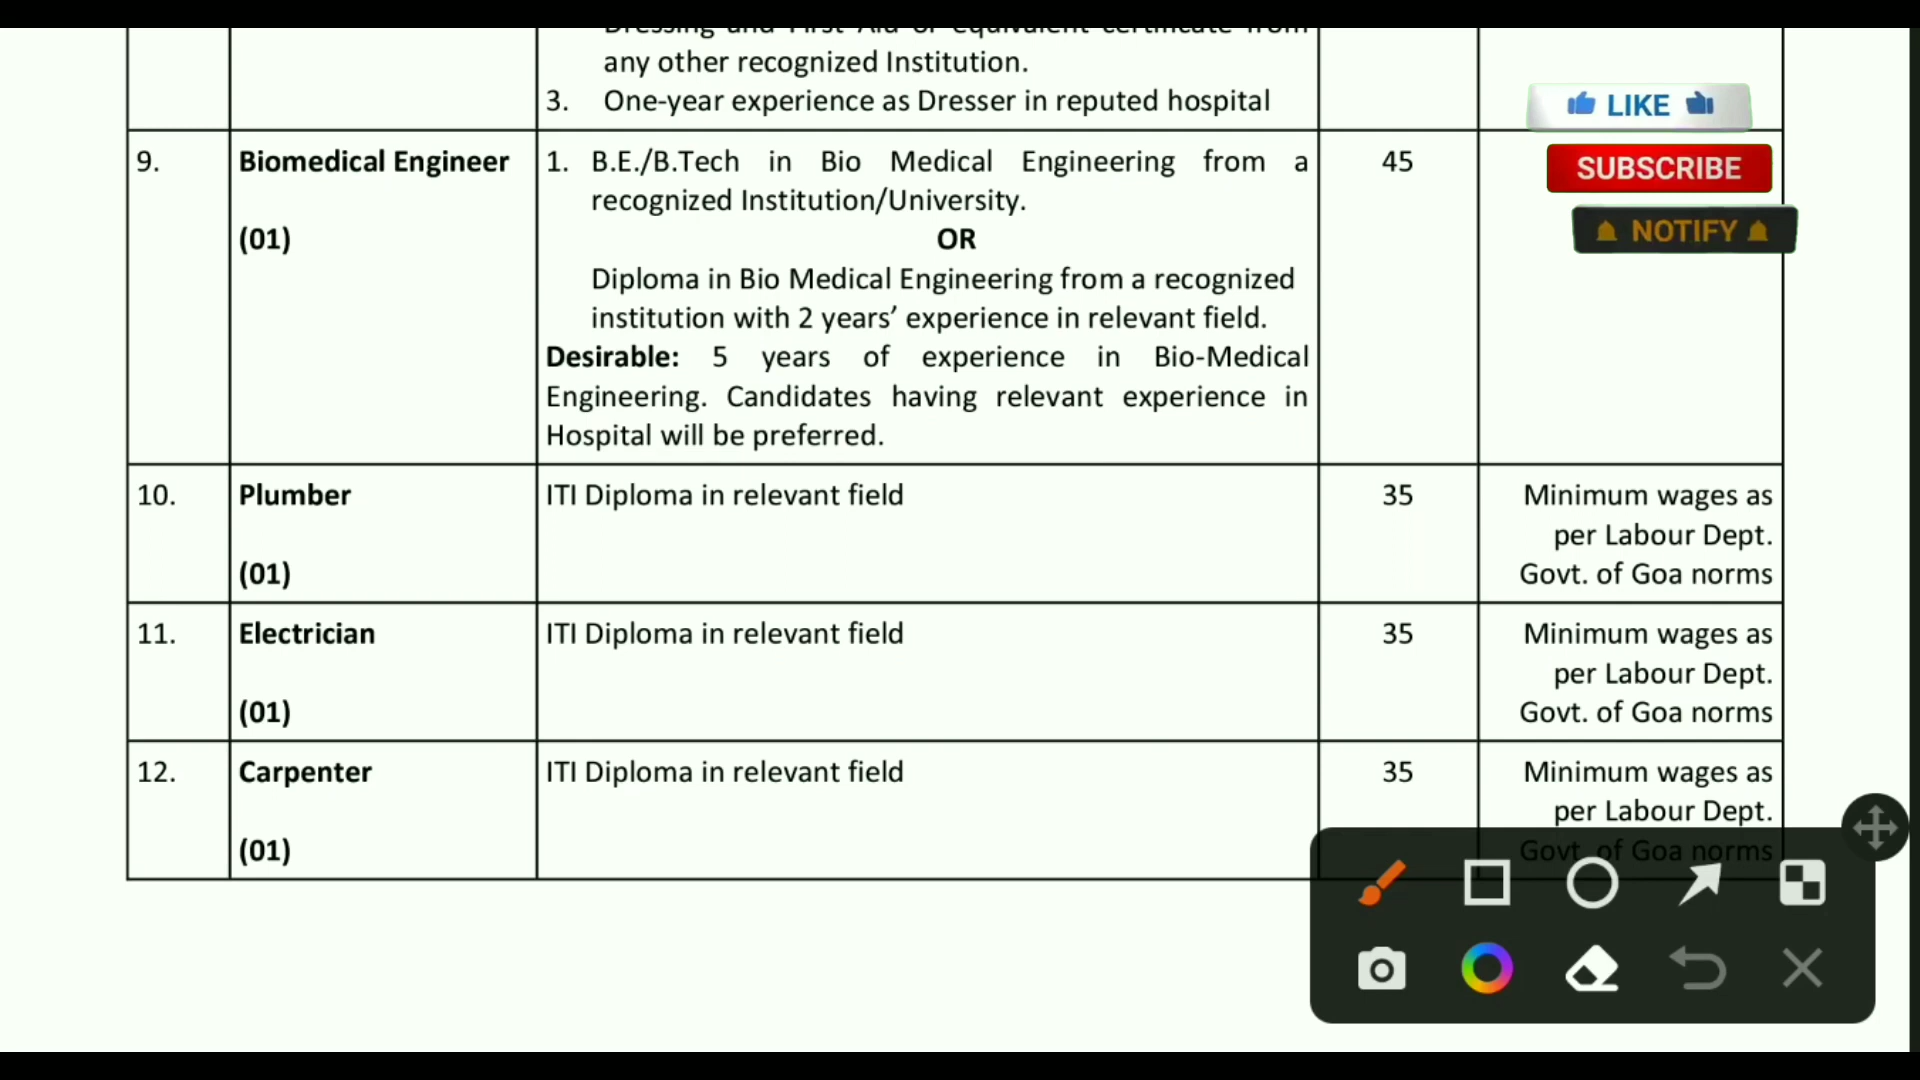 any other recognized Institution.
3. One-year experience as Dresser in reputed hospital
LIKE
9. Biomedical Engineer 1. B.E./B.Tech in Bio Medical Engineering from a 45
SUBSCRIBE
recognized Institution/University.
(01) OR
NOTIFY
Diploma in Bio Medical Engineering from a recognized
institution with 2 years’ experience in relevant field.
Desirable: 5 years of experience in Bio-Medical
Engineering. Candidates having relevant experience in
Hospital will be preferred.
10. Plumber ITI Diploma in relevant field 35 Minimum wages as
per Labour Dept.
(01) Govt. of Goa norms
11. Electrician ITI Diploma in relevant field 35 Minimum wages as
per Labour Dept.
(01) Govt. of Goa norms
12. Carpenter ITI Diploma in relevant field 35 Minimum wages as
per Labour Dept.
(01) Govt. of Goa norms